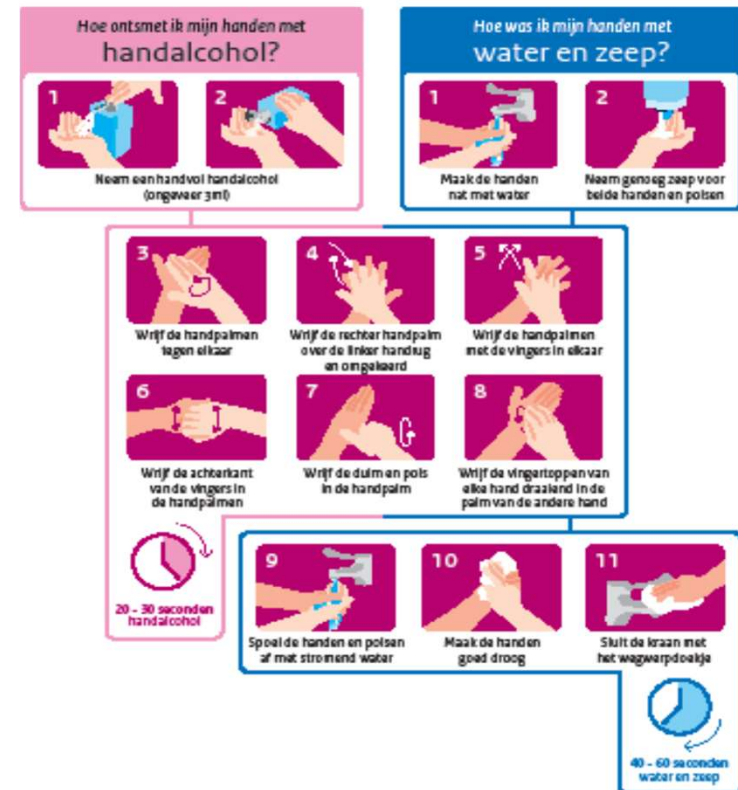 Hoe ontsmet ik mijn handen met
handalcohol?
1
2
Neem een handvol handalcohol
(ongeveer 3ml)
Hoe was ik mijn handen met
water en zeep?
1
2
Maak de handen
nat met water
Neem genoeg zeep voor
beide handen en polsen
3
4
5
Wrijf de handpalmen
tegen elkaar
Wrijf de rechter handpalm
over de linker handrug
en omgekeerd
Wrijf de handpalmen
met de vingers in elkaar
6
7
8
Wrijf de achterkant
van de vingers in
de handpalmen
Wrijf de duim en pols
in de handpalm
Wrijf de vingertoppen van
elke hand draaiend in de
palm van de andere hand
20 - 30 seconden
handalcohol
9
10
11
Spoel de handen en polsen
af met stromend water
Maak de handen
goed droog
Sluit de kraan met
het wegwerpdoekje
40 - 60 seconden
water en zeep